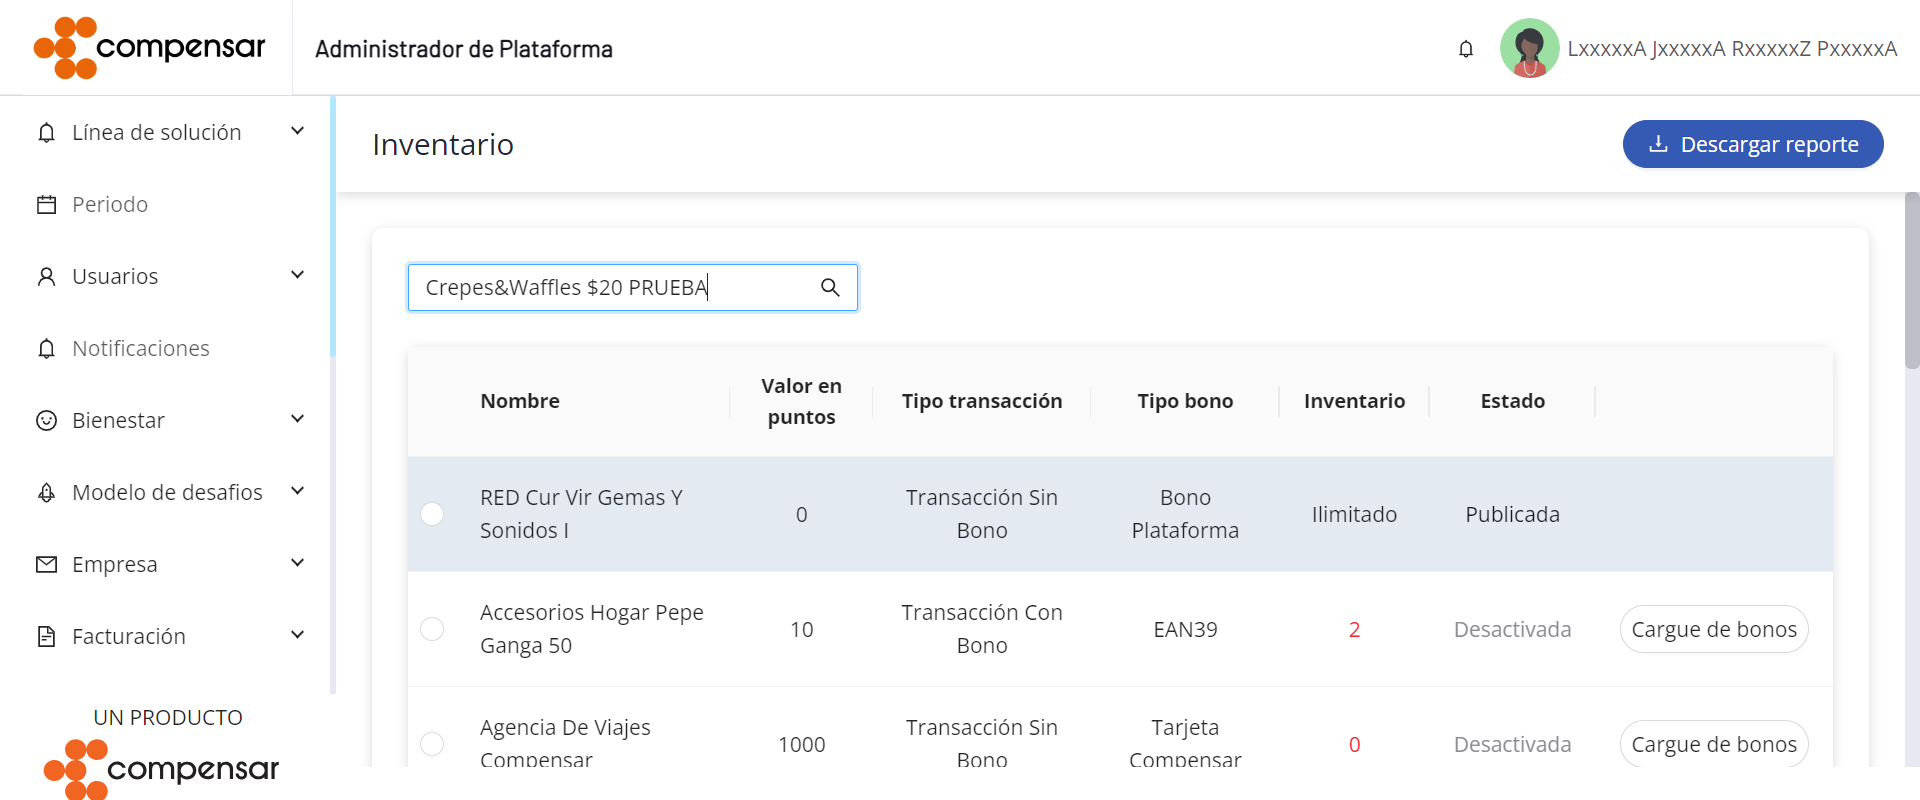 compensar
Administrador de Plataforma
LxxxxxA JxxxxxA RxxxxxZ PxxxxxA
Línea de solución
Periodo
Usuarios
Notificaciones
Bienestar
Modelo de desafios
Empresa
Facturación
UN PRODUCTO
compensar
Inventario
Descargar reporte
Crepes&Waffles $20 PRUEBA
Nombre
Valor en
puntos
Tipo transacción
Tipo bono
Inventario
Estado
RED Cur Vir Gemas Y
Sonidos I
0
Transacción Sin
Bono
Bono
Plataforma
Ilimitado
Publicada
Accesorios Hogar Pepe
Ganga 50
10
Transacción Con
Bono
EAN39
2
Desactivada
Cargue de bonos
Agencia De Viajes
Compensar
1000
Transacción Sin
Bono
Tarjeta
Compensar
0
Desactivada
Cargue de bonos